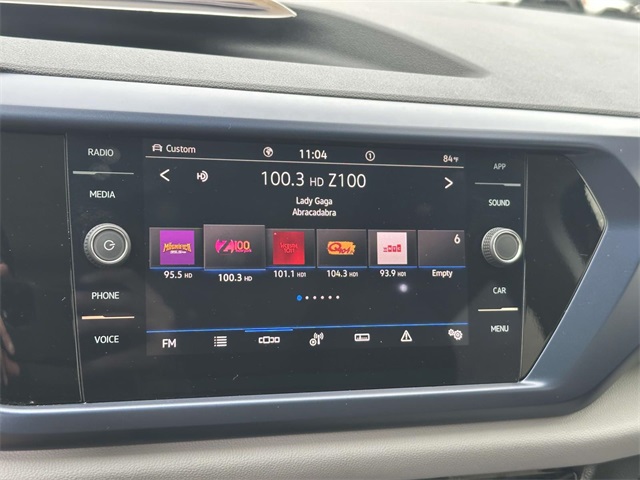 RADIO
MEDIA
PHONE
VOICE
Custom
11:04
84°F
100.3 HD Z100
Lady Gaga
Abracadabra
Z100
6
95.5 HD
100.3 HD
101.1 HD1
104.3 HD1
93.9 HD1
Empty
FM
APP
SOUND
CAR
MENU